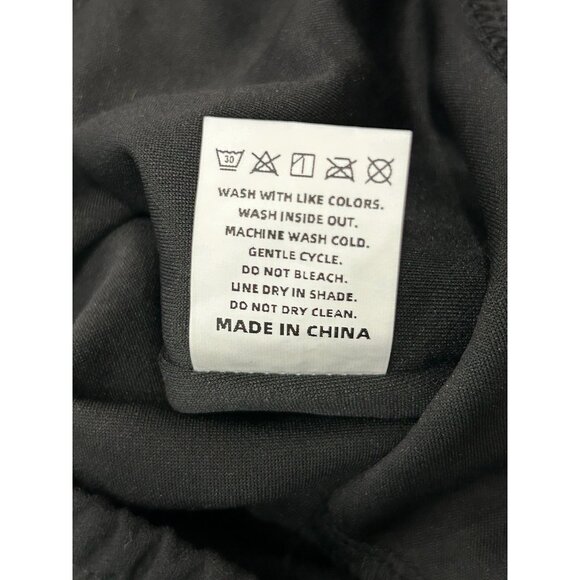 30
WASH WITH LIKE COLORS.
WASH INSIDE OUT.
MACHINE WASH COLD.
GENTLE CYCLE.
DO NOT BLEACH.
LINE DRY IN SHADE.
DO NOT DRY CLEAN.
MADE IN CHINA